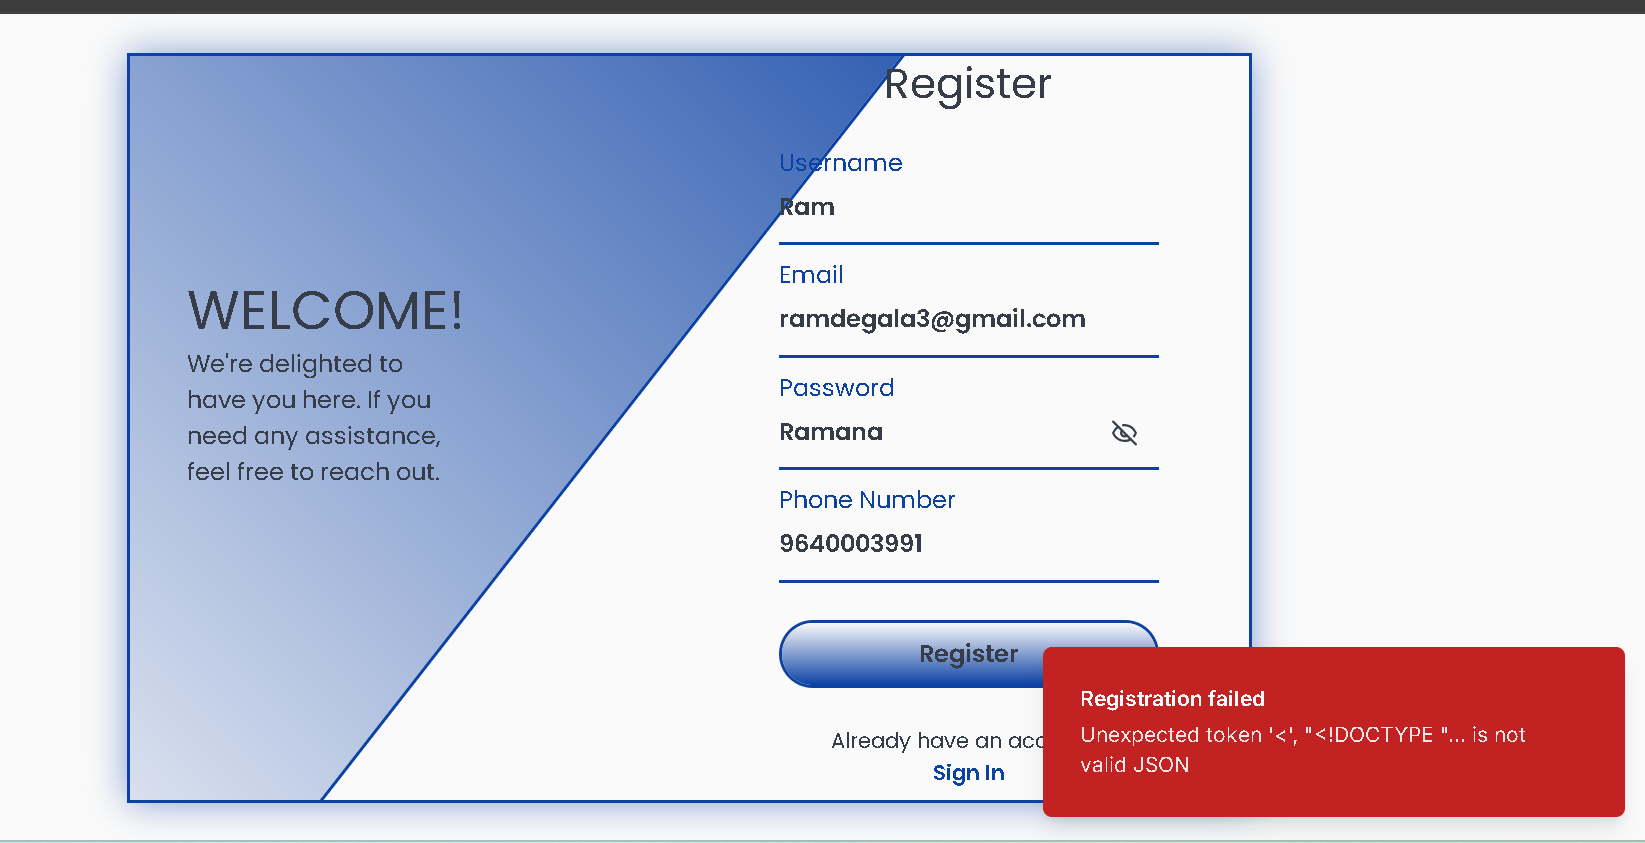 WELCOME!
We're delighted to
have you here. If you
need any assistance,
feel free to reach out.
Register
Username
Ram
Email
ramdegala3@gmail.com
Password
Ramana
Phone Number
9640003991
Register
Already have an acc
Sign In
Registration failed
Unexpected token '<', "<!DOCTYPE "... is not
valid JSON